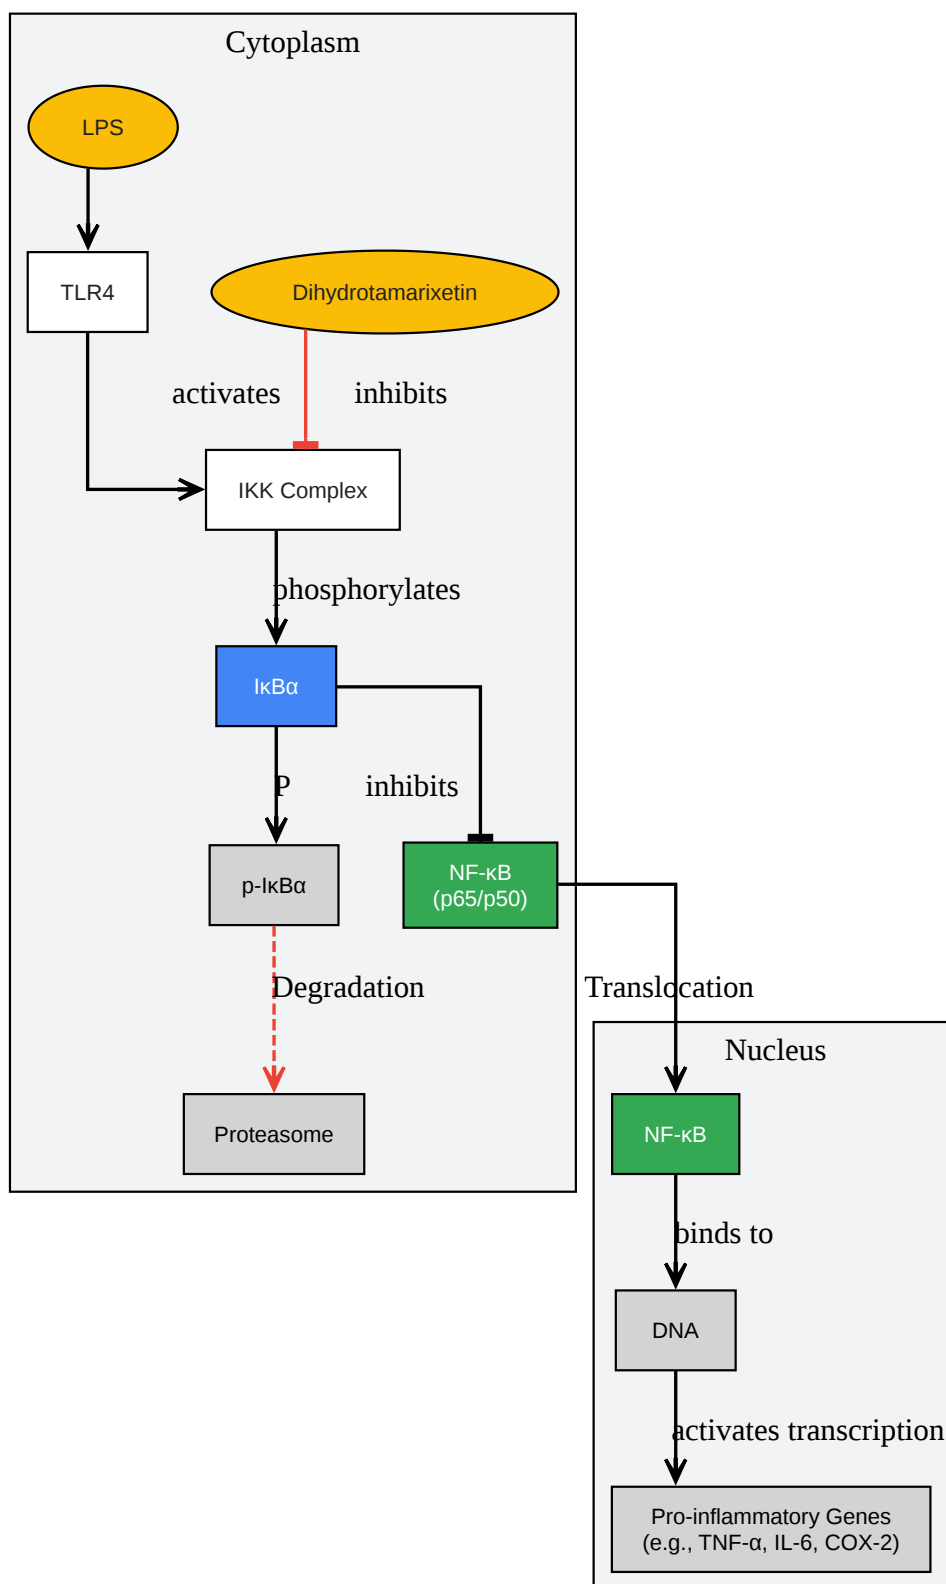 Cytoplasm
LPS
TLR4
Dihydrotamarixetin
activates
inhibits
IKK Complex
phosphorylates
IκBα
P
inhibits
p-IκBα
NF-κB
(p65/p50)
Degradation
Translocation
Nucleus
Proteasome
NF-κB
binds to
DNA
activates transcription
Pro-inflammatory Genes
(e.g., TNF-α, IL-6, COX-2)